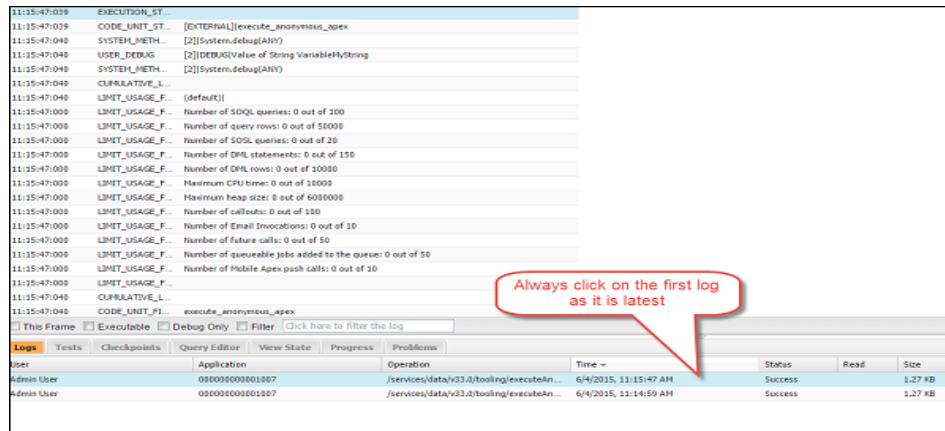 11:15:47:039 EXECUTION_ST...
11:15:47:039 CODE_UNIT_ST... [EXTERNAL]|execute_anonymous_apex
11:15:47:040 SYSTEM_METH... [2]|System.debug(ANY)
11:15:47:040 USER_DEBUG [2]|DEBUG|Value of String VariableMyString
11:15:47:040 SYSTEM_METH... [2]|System.debug(ANY)
11:15:47:040 CUMULATIVE_L...
11:15:47:040 LIMIT_USAGE_F... (default)|
11:15:47:000 LIMIT_USAGE_F... Number of SOQL queries: 0 out of 100
11:15:47:000 LIMIT_USAGE_F... Number of query rows: 0 out of 50000
11:15:47:000 LIMIT_USAGE_F... Number of SOSL queries: 0 out of 20
11:15:47:000 LIMIT_USAGE_F... Number of DML statements: 0 out of 150
11:15:47:000 LIMIT_USAGE_F... Number of DML rows: 0 out of 10000
11:15:47:000 LIMIT_USAGE_F... Maximum CPU time: 0 out of 10000
11:15:47:000 LIMIT_USAGE_F... Maximum heap size: 0 out of 6000000
11:15:47:000 LIMIT_USAGE_F... Number of callouts: 0 out of 100
11:15:47:000 LIMIT_USAGE_F... Number of Email Invocations: 0 out of 10
11:15:47:000 LIMIT_USAGE_F... Number of future calls: 0 out of 50
11:15:47:000 LIMIT_USAGE_F... Number of queueable jobs added to the queue: 0 out of 50
11:15:47:000 LIMIT_USAGE_F... Number of Mobile Apex push calls: 0 out of 10
11:15:47:000 LIMIT_USAGE_F...
11:15:47:040 CUMULATIVE_L...
11:15:47:040 CODE_UNIT_FI... execute_anonymous_apex
Always click on the first log
as it is latest
This Frame Executable Debug Only Filter Click here to filter the log
Logs Tests Checkpoints Query Editor View State Progress Problems
User Application Operation Time Status Read Size
Admin User 000000000001007 /services/data/v33.0/tooling/executeAn... 6/4/2015, 11:15:47 AM Success 1.27 KB
Admin User 000000000001007 /services/data/v33.0/tooling/executeAn... 6/4/2015, 11:14:59 AM Success 1.27 KB